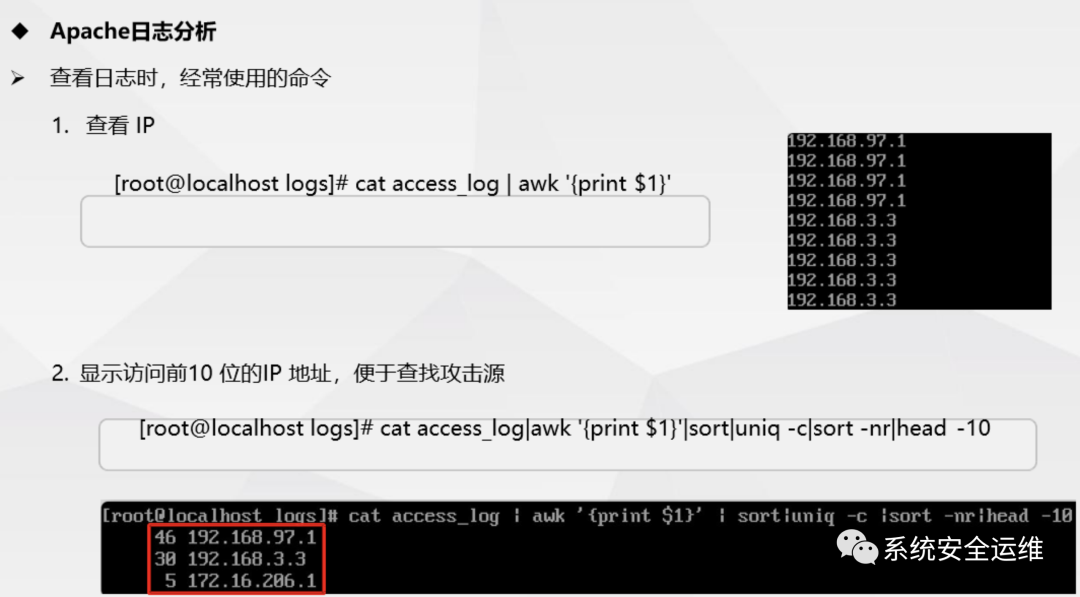 Apache日志分析
查看日志时，经常使用的命令
1. 查看 IP
[root@localhost logs]# cat access_log | awk '{print $1}'
192.168.97.1
192.168.97.1
192.168.97.1
192.168.97.1
192.168.3.3
192.168.3.3
192.168.3.3
192.168.3.3
192.168.3.3
2. 显示访问前10 位的IP 地址，便于查找攻击源
[root@localhost logs]# cat access_log|awk '{print $1}'|sort|uniq -c|sort -nr|head -10
[root@localhost logs]# cat access_log | awk '{print $1}' | sort|uniq -c |sort -nr|head -10
46 192.168.97.1
30 192.168.3.3
5 172.16.206.1
系统安全运维